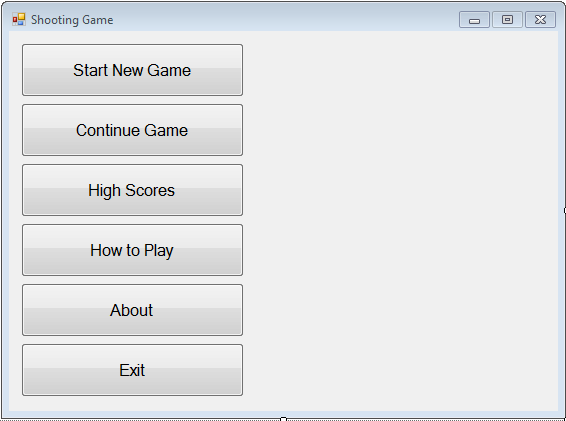 Shooting Game
Start New Game
Continue Game
High Scores
How to Play
About
Exit